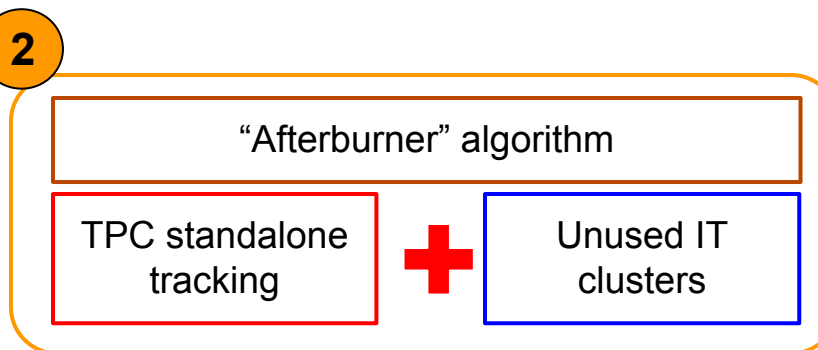 2
“Afterburner” algorithm
TPC standalone
tracking
Unused IT
clusters